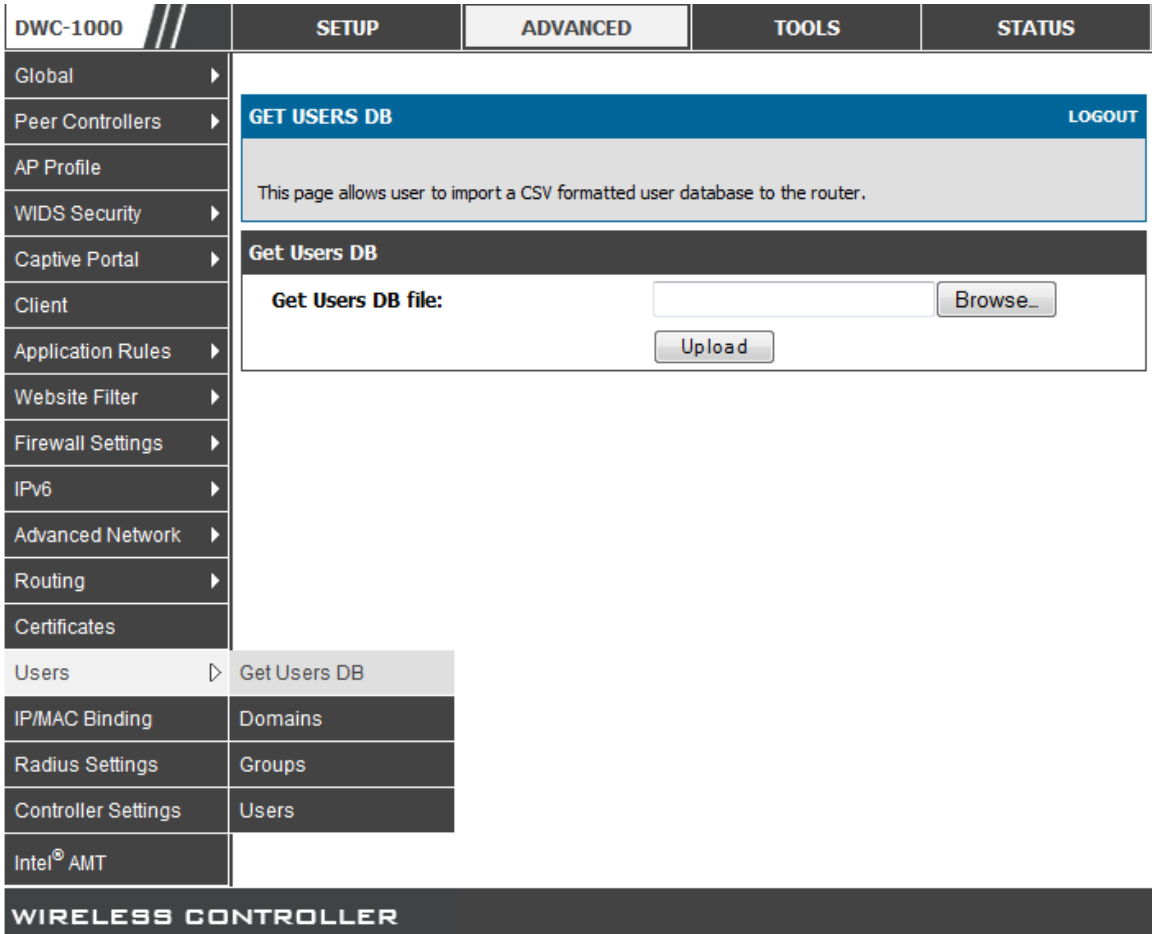 DWC-1000 SETUP ADVANCED TOOLS STATUS
Global
Peer Controllers
AP Profile
WIDS Security
Captive Portal
Client
Application Rules
Website Filter
Firewall Settings
IPv6
Advanced Network
Routing
Certificates
Users
IP/MAC Binding
Radius Settings
Controller Settings
Intel® AMT
Get Users DB
Domains
Groups
Users
GET USERS DB LOGOUT
This page allows user to import a CSV formatted user database to the router.
Get Users DB
Get Users DB file: Browse...
Upload
WIRELESS CONTROLLER